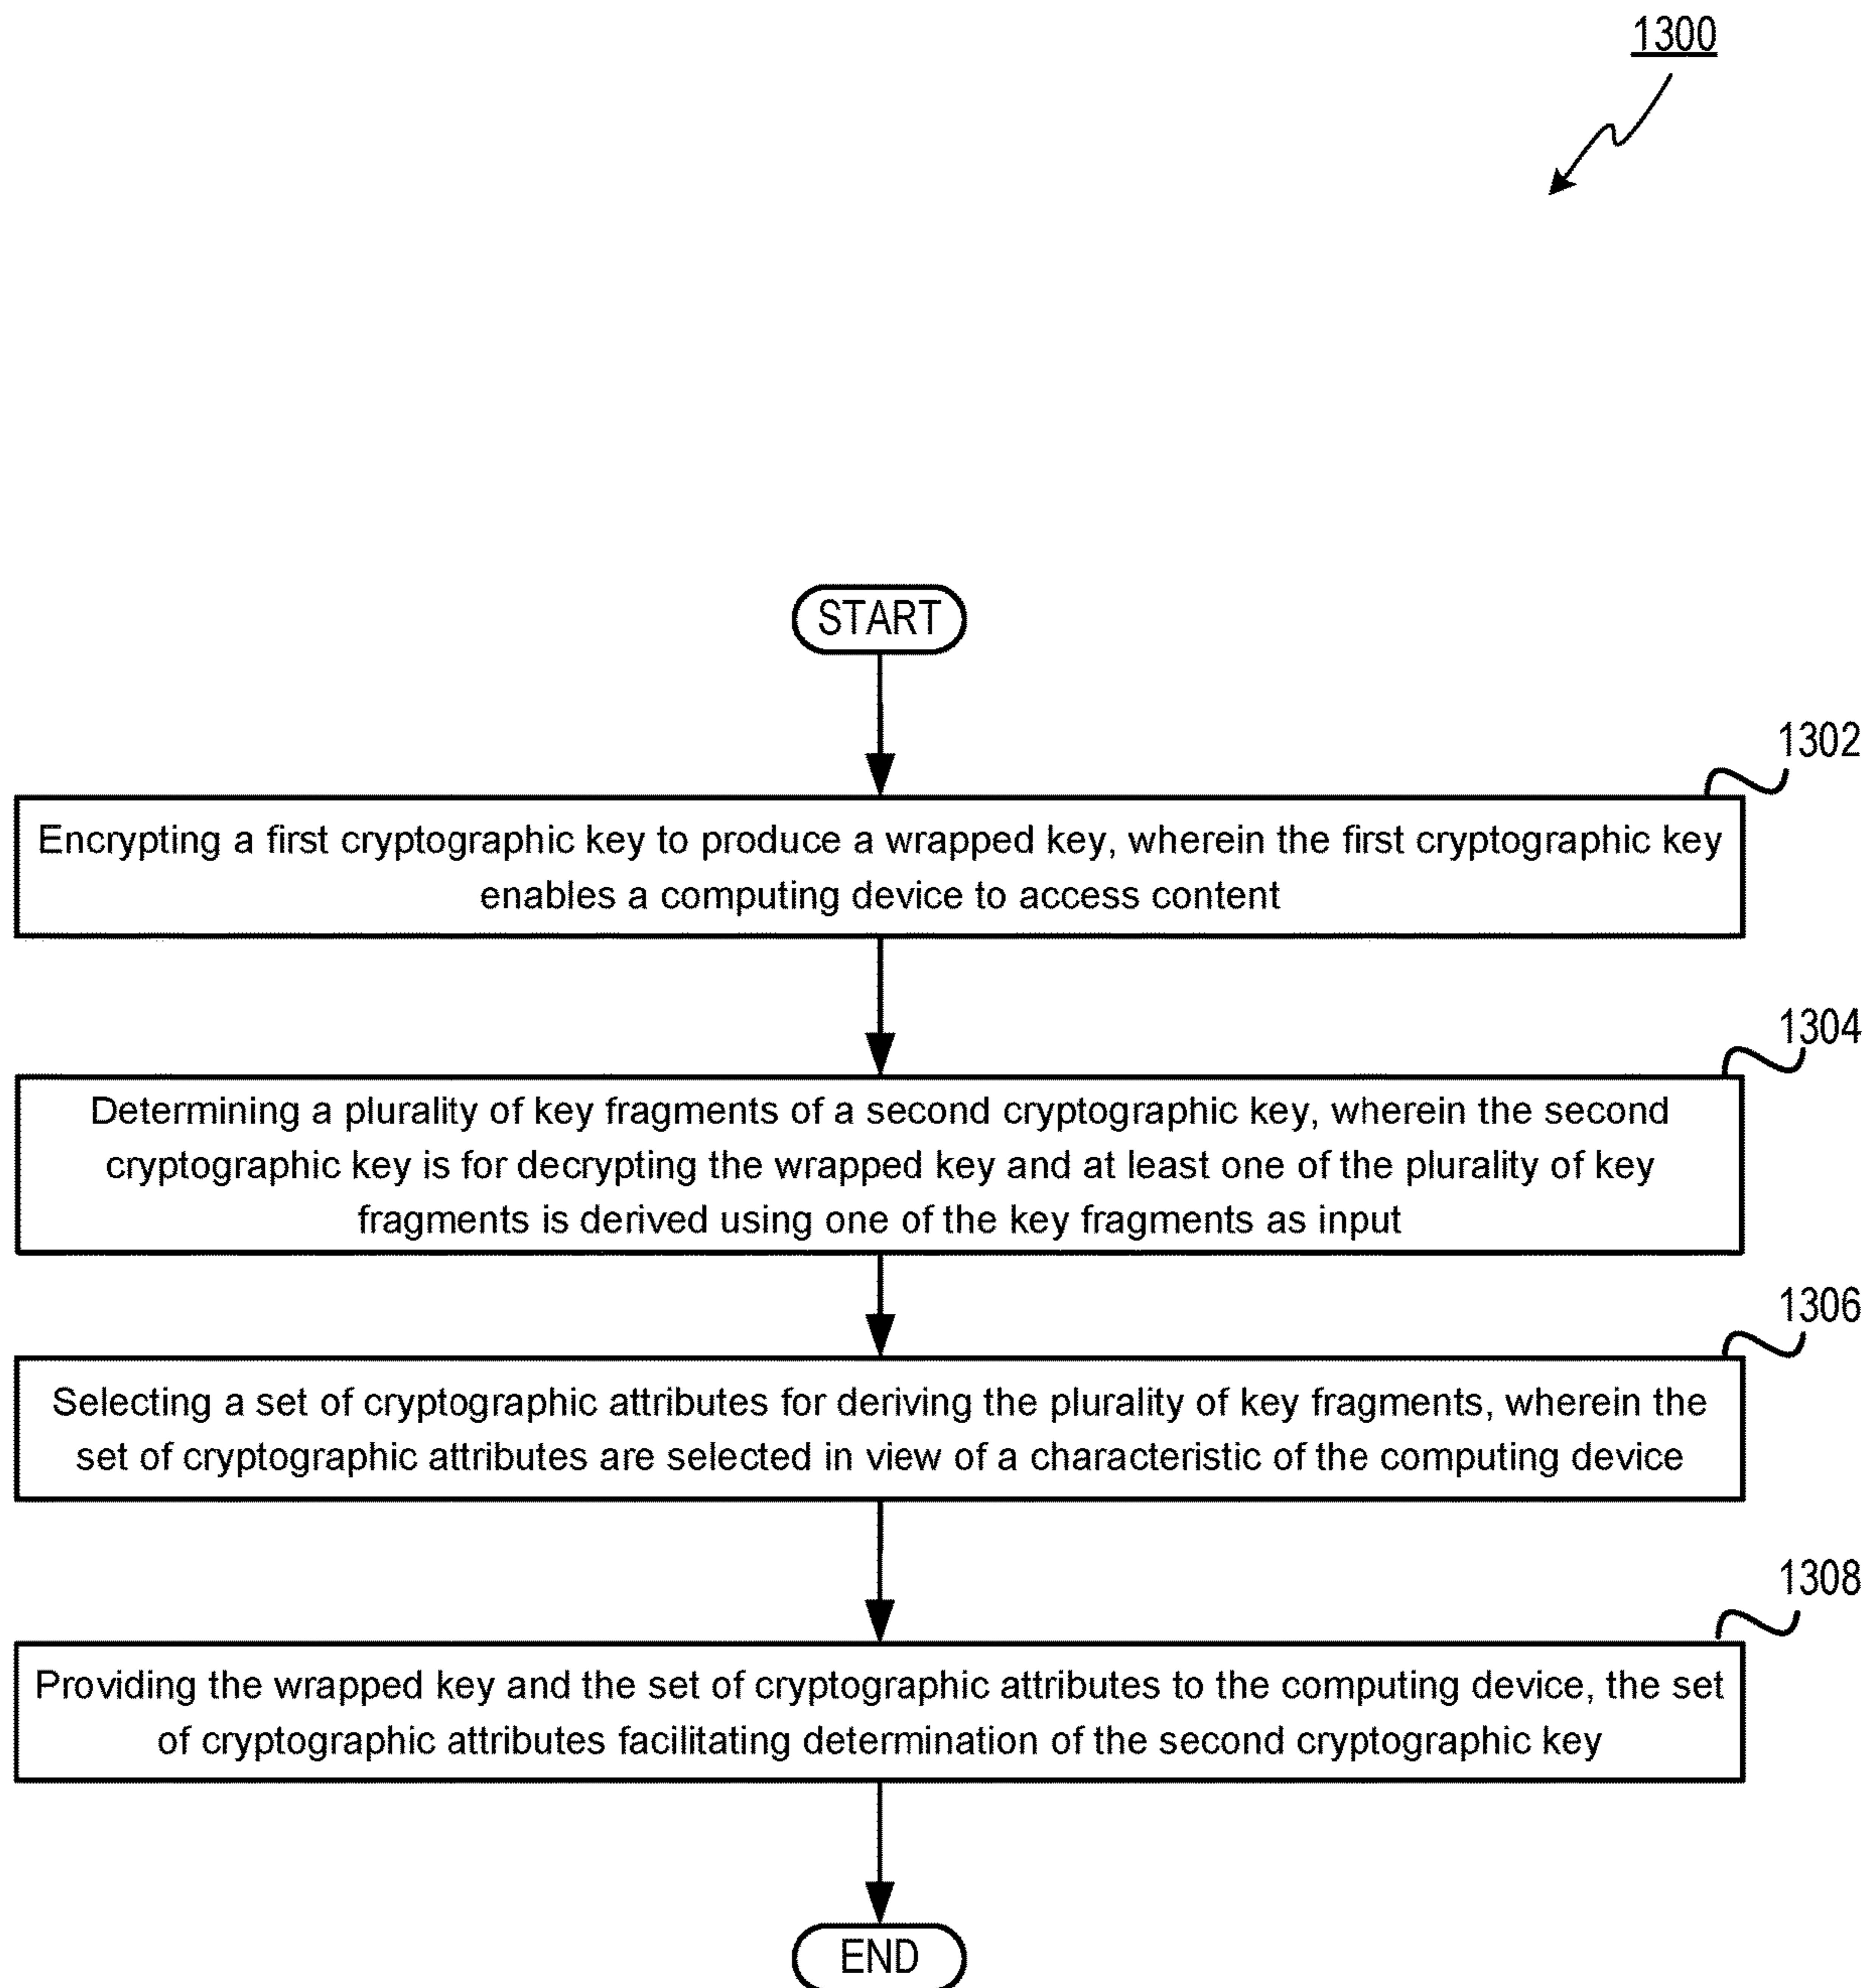 1300
START
1302
Encrypting a first cryptographic key to produce a wrapped key, wherein the first cryptographic key
enables a computing device to access content
1304
Determining a plurality of key fragments of a second cryptographic key, wherein the second
cryptographic key is for decrypting the wrapped key and at least one of the plurality of key
fragments is derived using one of the key fragments as input
1306
Selecting a set of cryptographic attributes for deriving the plurality of key fragments, wherein the
set of cryptographic attributes are selected in view of a characteristic of the computing device
1308
Providing the wrapped key and the set of cryptographic attributes to the computing device, the set
of cryptographic attributes facilitating determination of the second cryptographic key
END